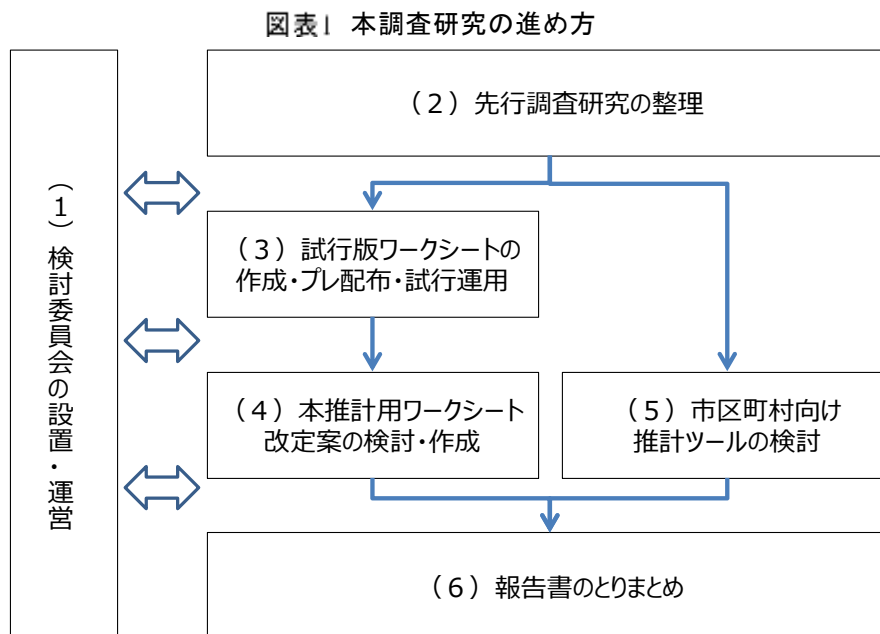 図表1 本調査研究の進め方
(1)検討委員会の設置・運営
(2)先行調査研究の整理
(3)試行版ワークシートの
作成・プレ配布・試行運用
(4)本推計用ワークシート
改定案の検討・作成
(5)市区町村向け
推計ツールの検討
(6)報告書のとりまとめ